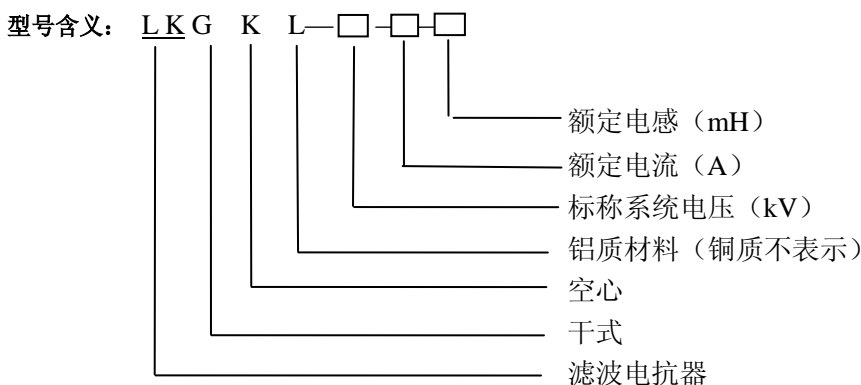 型号含义： L K G K L—□-□-□
额定电感（mH）
额定电流（A）
标称系统电压（kV）
铝质材料（铜质不表示）
空心
干式
滤波电抗器